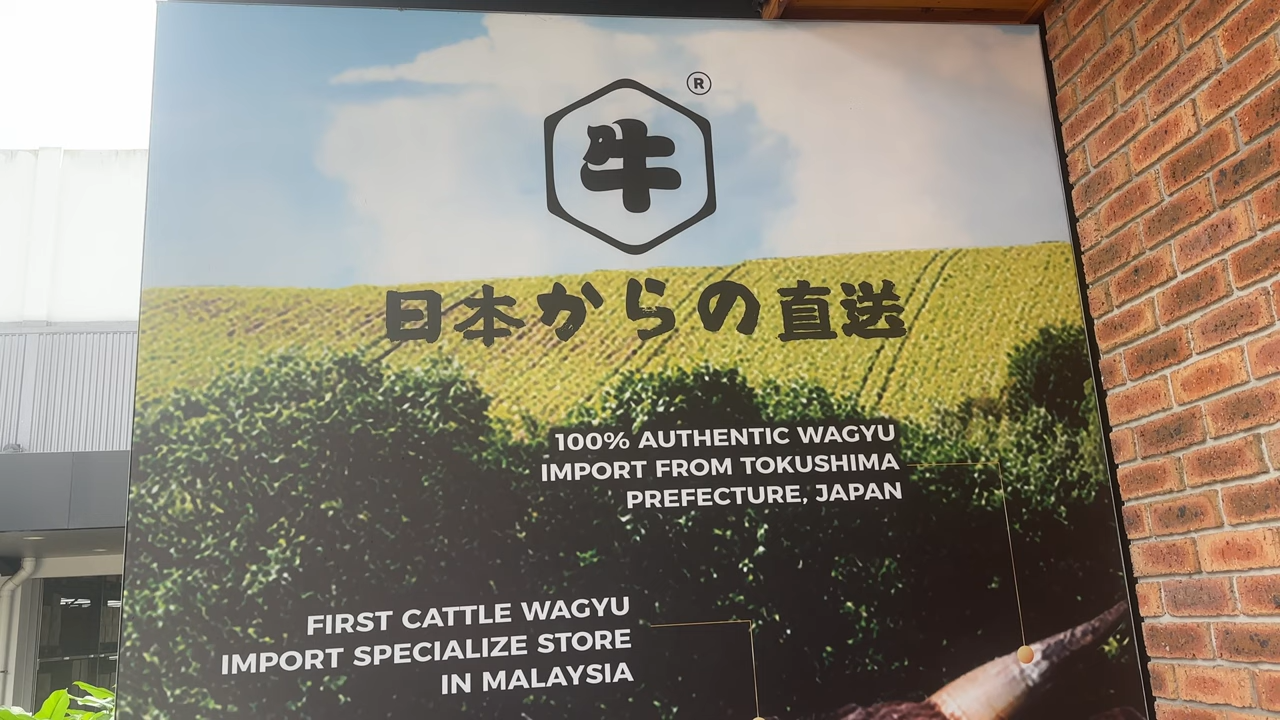 ®
牛
日本からの直送
100% AUTHENTIC WAGYU
IMPORT FROM TOKUSHIMA
PREFECTURE, JAPAN
FIRST CATTLE WAGYU
IMPORT SPECIALIZE STORE
IN MALAYSIA